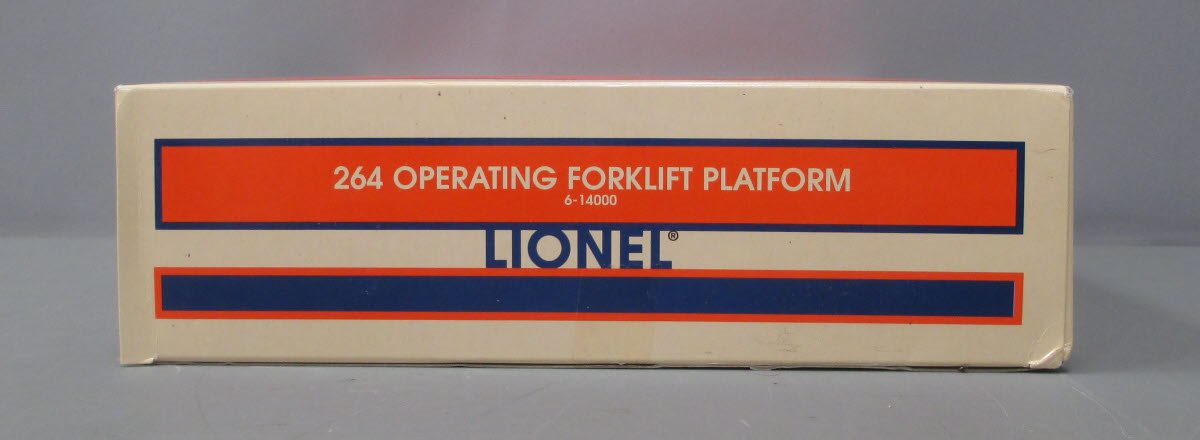 264 OPERATING FORKLIFT PLATFORM
6-14000
LIONEL®